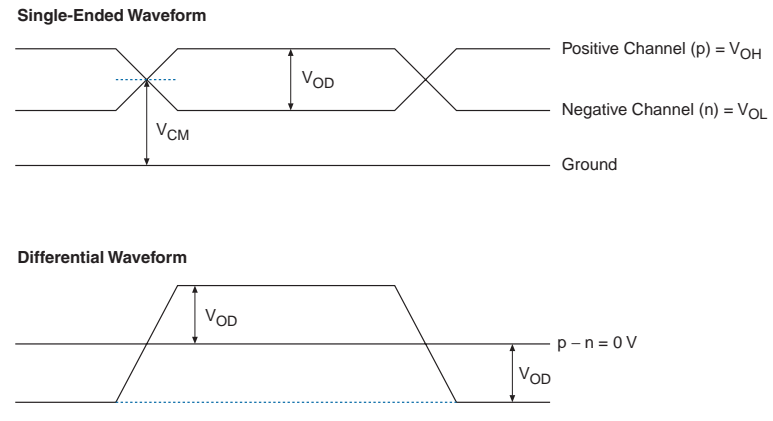 Single-Ended Waveform
Positive Channel (p) = VOH
VOD
Negative Channel (n) = VOL
VCM
Ground
Differential Waveform
VOD
p − n = 0 V
VOD